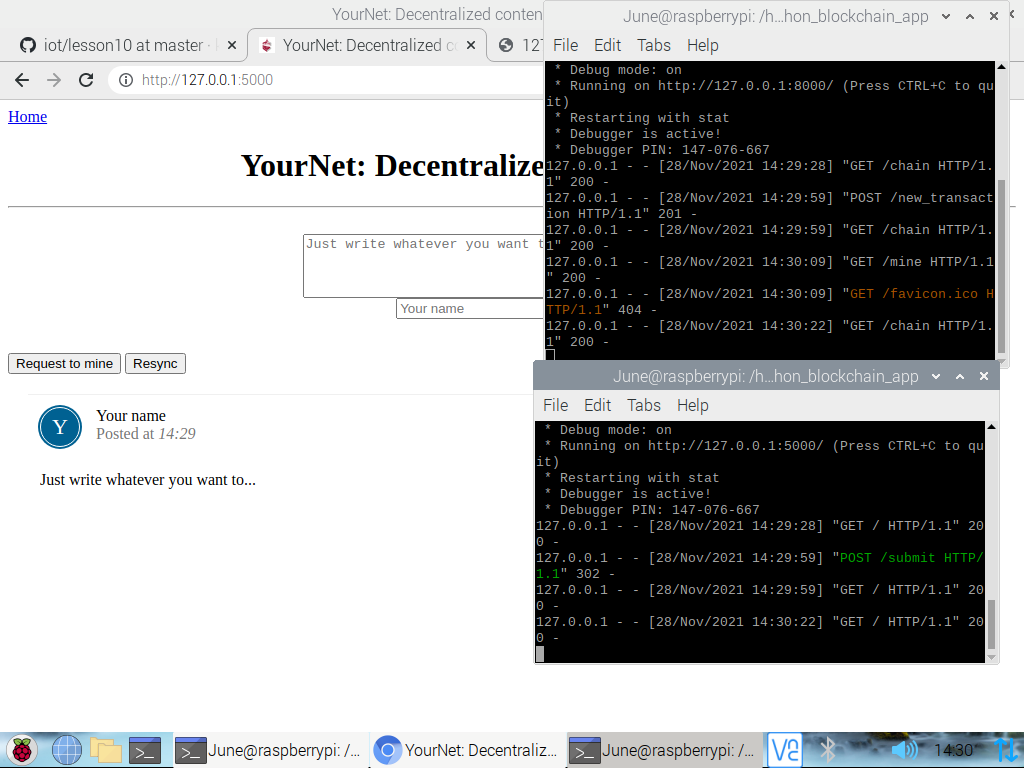 YourNet: Decentralized conten
June@raspberrypi: /h...hon_blockchain_app
iot/lesson10 at master ·
YourNet: Decentralized c
127
File Edit Tabs Help
http://127.0.0.1:5000
Home
YourNet: Decentralize
Just write whatever you want t
Your name
Request to mine
Resync
Y
Your name
Posted at 14:29
Just write whatever you want to...
* Debug mode: on
* Running on http://127.0.0.1:8000/ (Press CTRL+C to qu
it)
* Restarting with stat
* Debugger is active!
* Debugger PIN: 147-076-667
127.0.0.1 - - [28/Nov/2021 14:29:28] "GET /chain HTTP/1.
1" 200 -
127.0.0.1 - - [28/Nov/2021 14:29:59] "POST /new_transact
ion HTTP/1.1" 201 -
127.0.0.1 - - [28/Nov/2021 14:29:59] "GET /chain HTTP/1.
1" 200 -
127.0.0.1 - - [28/Nov/2021 14:30:09] "GET /mine HTTP/1.1
" 200 -
127.0.0.1 - - [28/Nov/2021 14:30:09] "GET /favicon.ico H
TTP/1.1" 404 -
127.0.0.1 - - [28/Nov/2021 14:30:22] "GET /chain HTTP/1.
1" 200 -
June@raspberrypi: /h...hon_blockchain_app
File Edit Tabs Help
* Debug mode: on
* Running on http://127.0.0.1:5000/ (Press CTRL+C to qu
it)
* Restarting with stat
* Debugger is active!
* Debugger PIN: 147-076-667
127.0.0.1 - - [28/Nov/2021 14:29:28] "GET / HTTP/1.1" 20
0 -
127.0.0.1 - - [28/Nov/2021 14:29:59] "POST /submit HTTP/
1.1" 302 -
127.0.0.1 - - [28/Nov/2021 14:29:59] "GET / HTTP/1.1" 20
0 -
127.0.0.1 - - [28/Nov/2021 14:30:22] "GET / HTTP/1.1" 20
0 -
June@raspberrypi: /...
YourNet: Decentraliz...
June@raspberrypi: /...
14:30